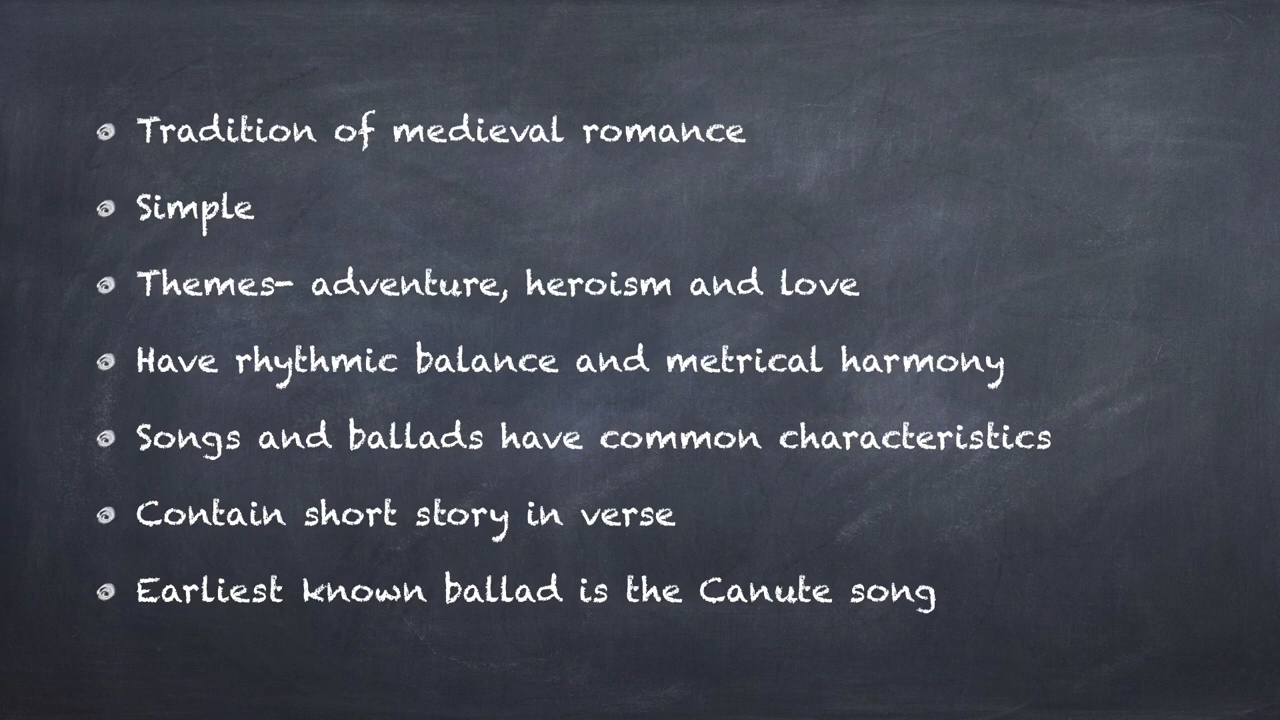 Tradition of medieval romance
Simple
Themes- adventure, heroism and love
Have rhythmic balance and metrical harmony
Songs and ballads have common characteristics
Contain short story in verse
Earliest known ballad is the Canute song